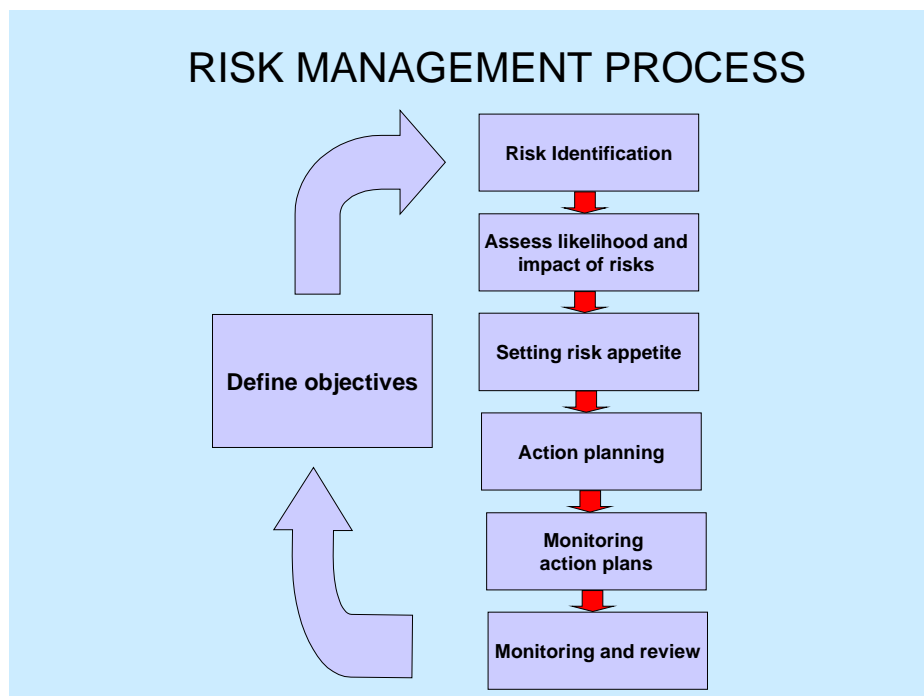 RISK MANAGEMENT PROCESS
Risk Identification
Assess likelihood and
impact of risks
Setting risk appetite
Define objectives
Action planning
Monitoring
action plans
Monitoring and review